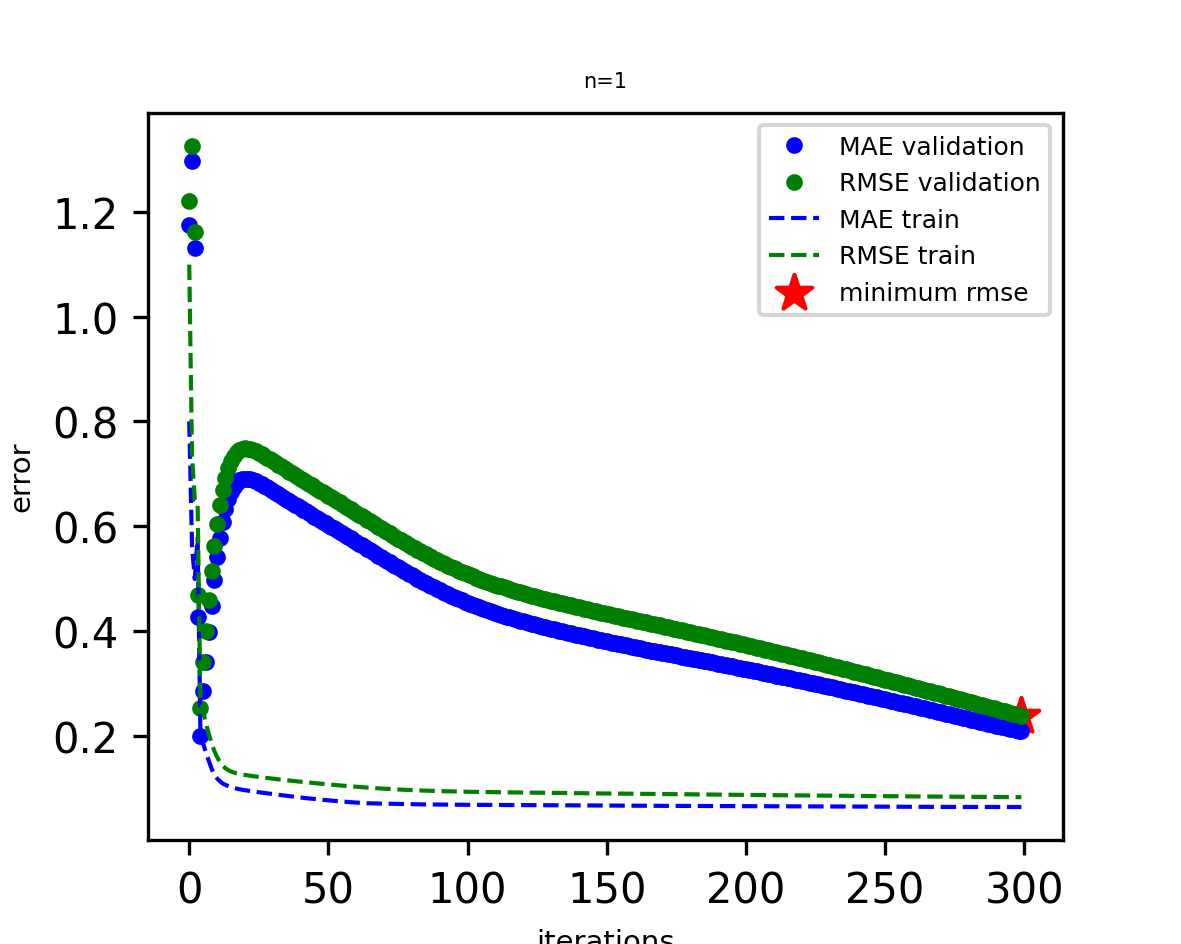 n=1
MAE validation
RMSE validation
MAE train
RMSE train
minimum rmse
error
1.2
1.0
0.8
0.6
0.4
0.2
0 50 100 150 200 250 300
iterations